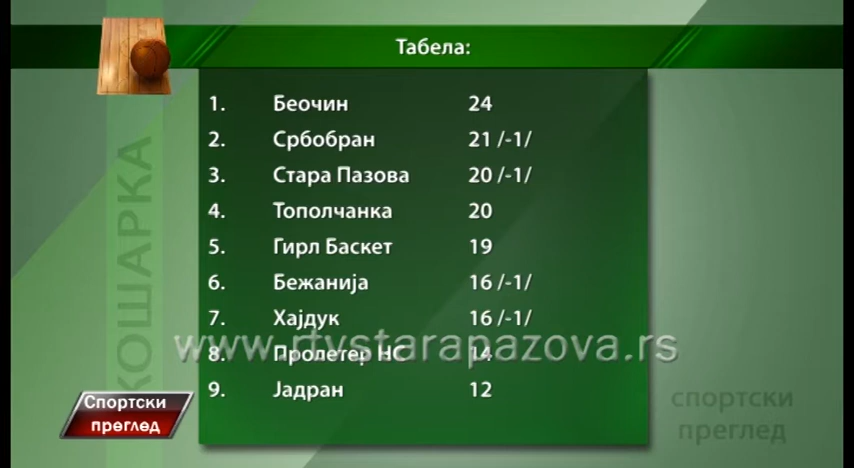 Табела:
1. Беочин 24
2. Србобран 21 /-1/
3. Стара Пазова 20 /-1/
4. Тополчанка 20
5. Гирл Баскет 19
6. Бежанија 16 /-1/
7. Хајдук 16 /-1/
www.rtvstarapazova.rs
8. Пролетер НС 14
9. Јадран 12
КОШАРКА
Спортски
преглед
спортски
преглед